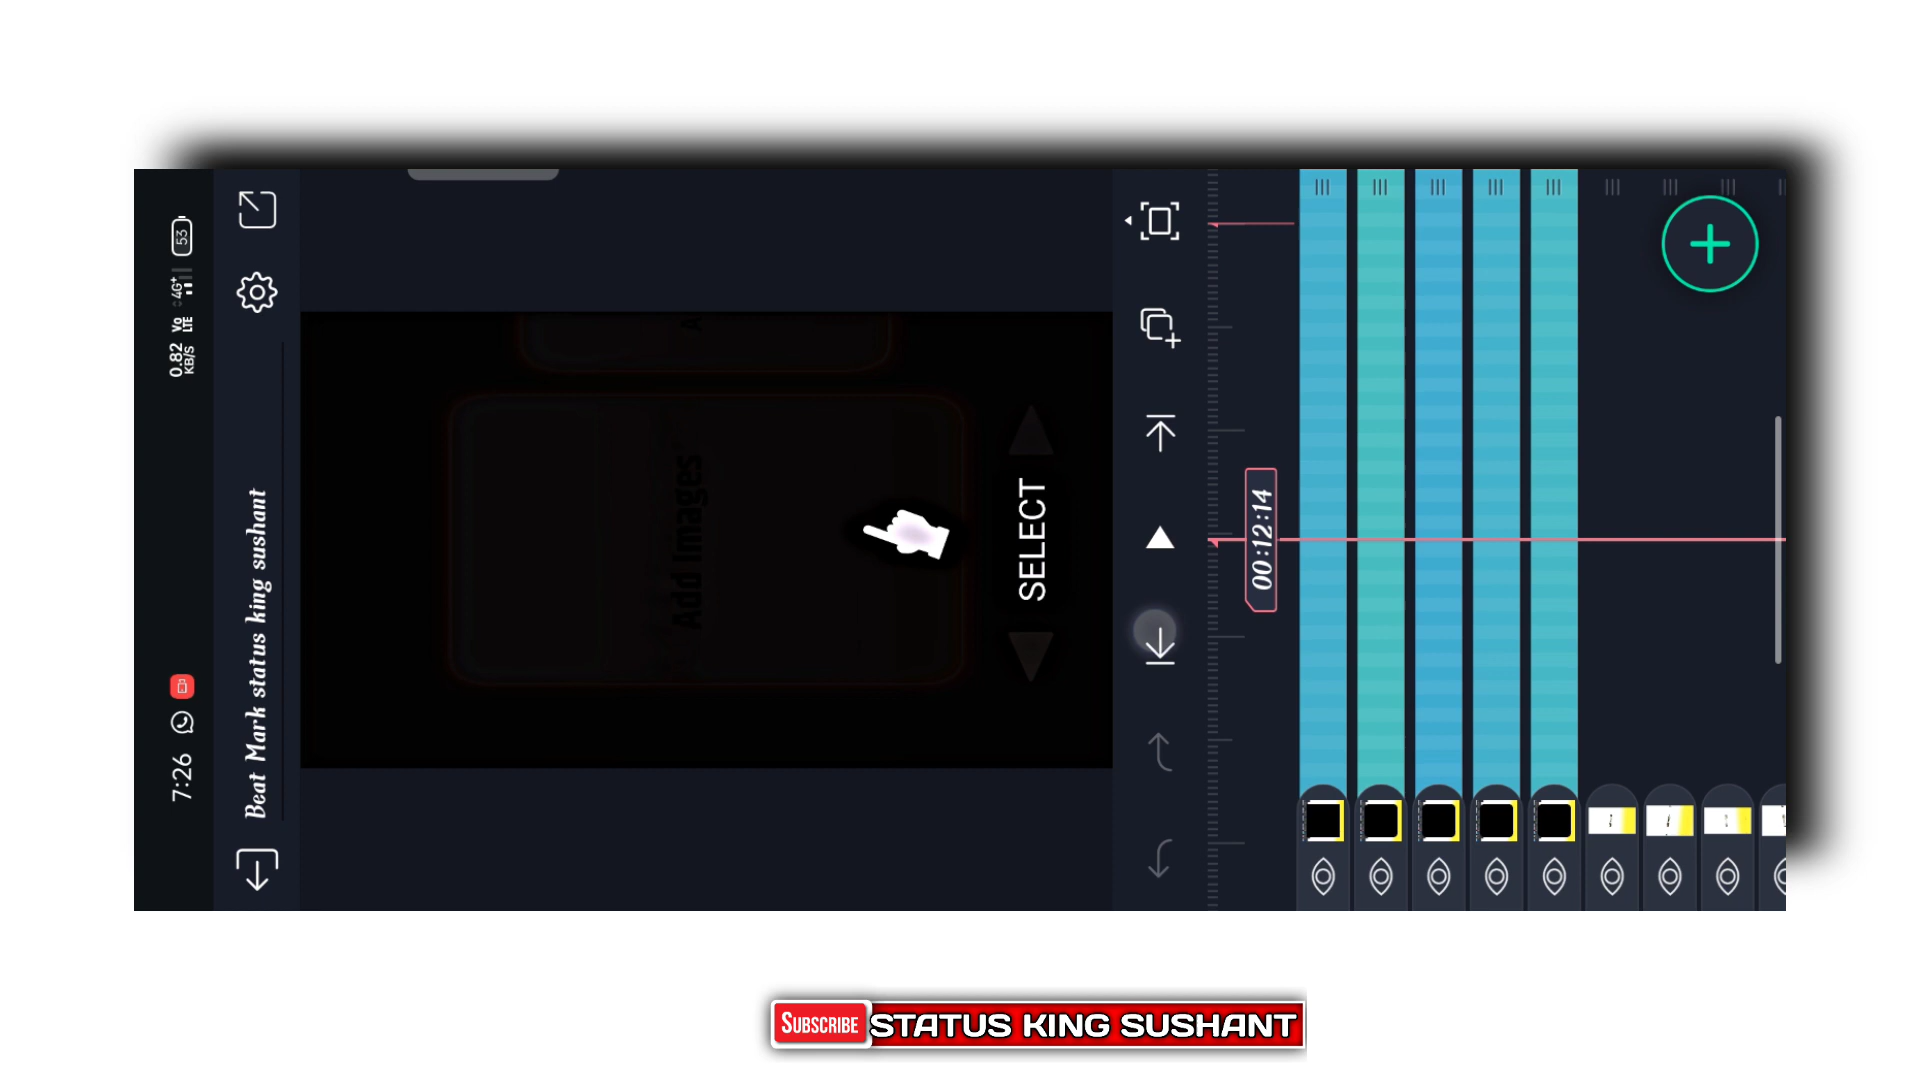 7:26
0.82 KB/S
Vo LTE
4G+
53
Beat Mark status king sushant
Add Images
SELECT
00:12:14
SUBSCRIBE
STATUS KING SUSHANT